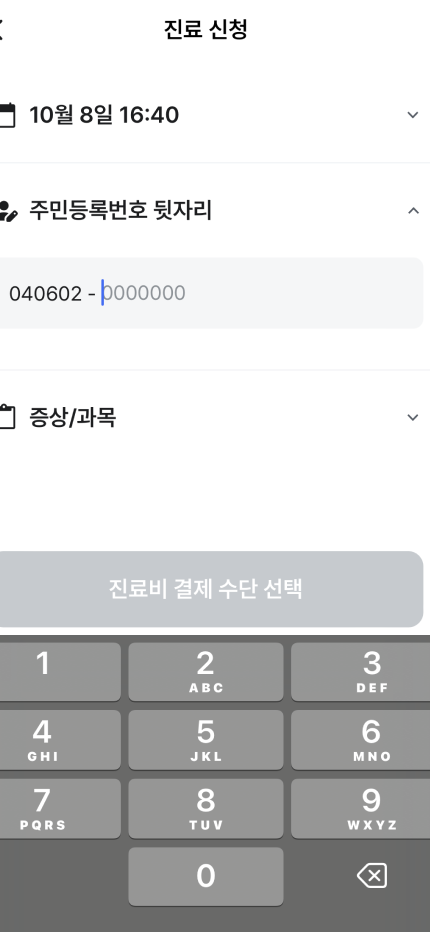 진료 신청
10월 8일 16:40
주민등록번호 뒷자리
040602 - 0000000
증상/과목
진료비 결제 수단 선택
1
2
ABC
3
DEF
4
GHI
5
JKL
6
MNO
7
PQRS
8
TUV
9
WXYZ
0